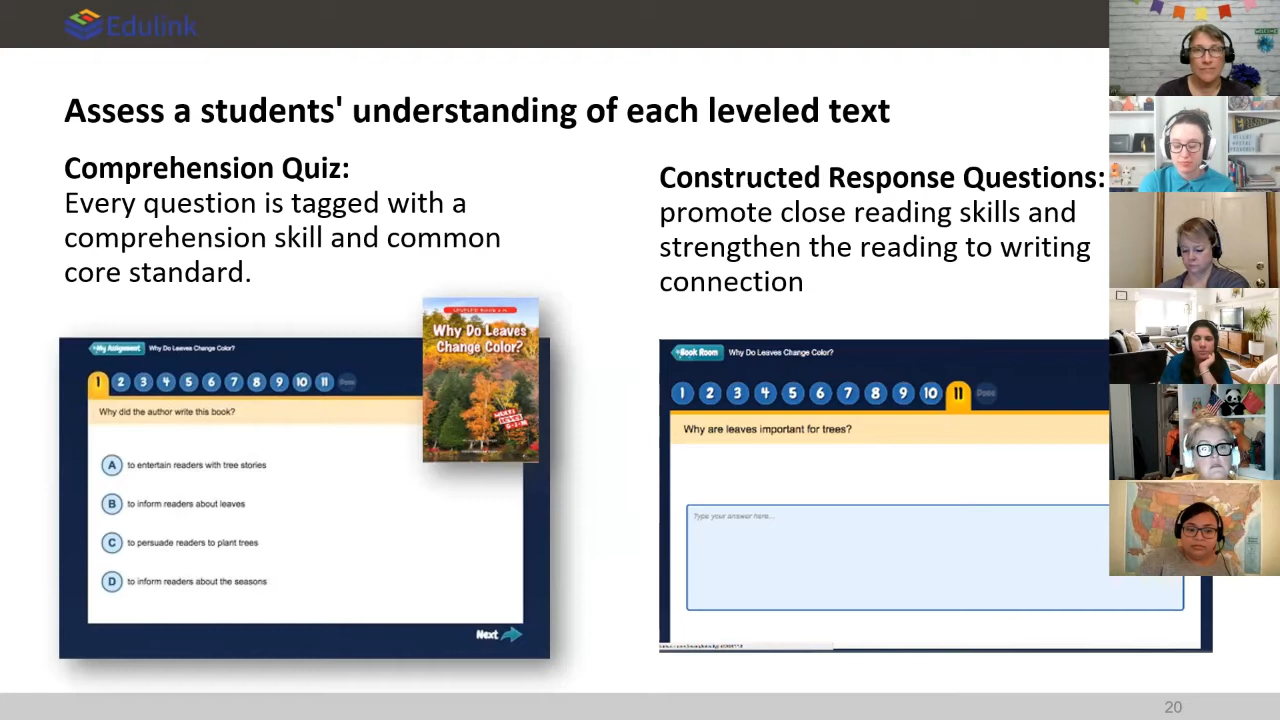 Edulink
Assess a students' understanding of each leveled text
Comprehension Quiz:
Every question is tagged with a
comprehension skill and common
core standard.
Constructed Response Questions:
promote close reading skills and
strengthen the reading to writing
connection
My Assignment Why Do Leaves Change Color?
1 2 3 4 5 6 7 8 9 10 11
Why did the author write this book?
A to entertain readers with tree stories
B to inform readers about leaves
C to persuade readers to plant trees
D to inform readers about the seasons
Next
Why Do Leaves
Change Color?
Book Room Why Do Leaves Change Color?
1 2 3 4 5 6 7 8 9 10 11
Why are leaves important for trees?
Type your answer here...
20